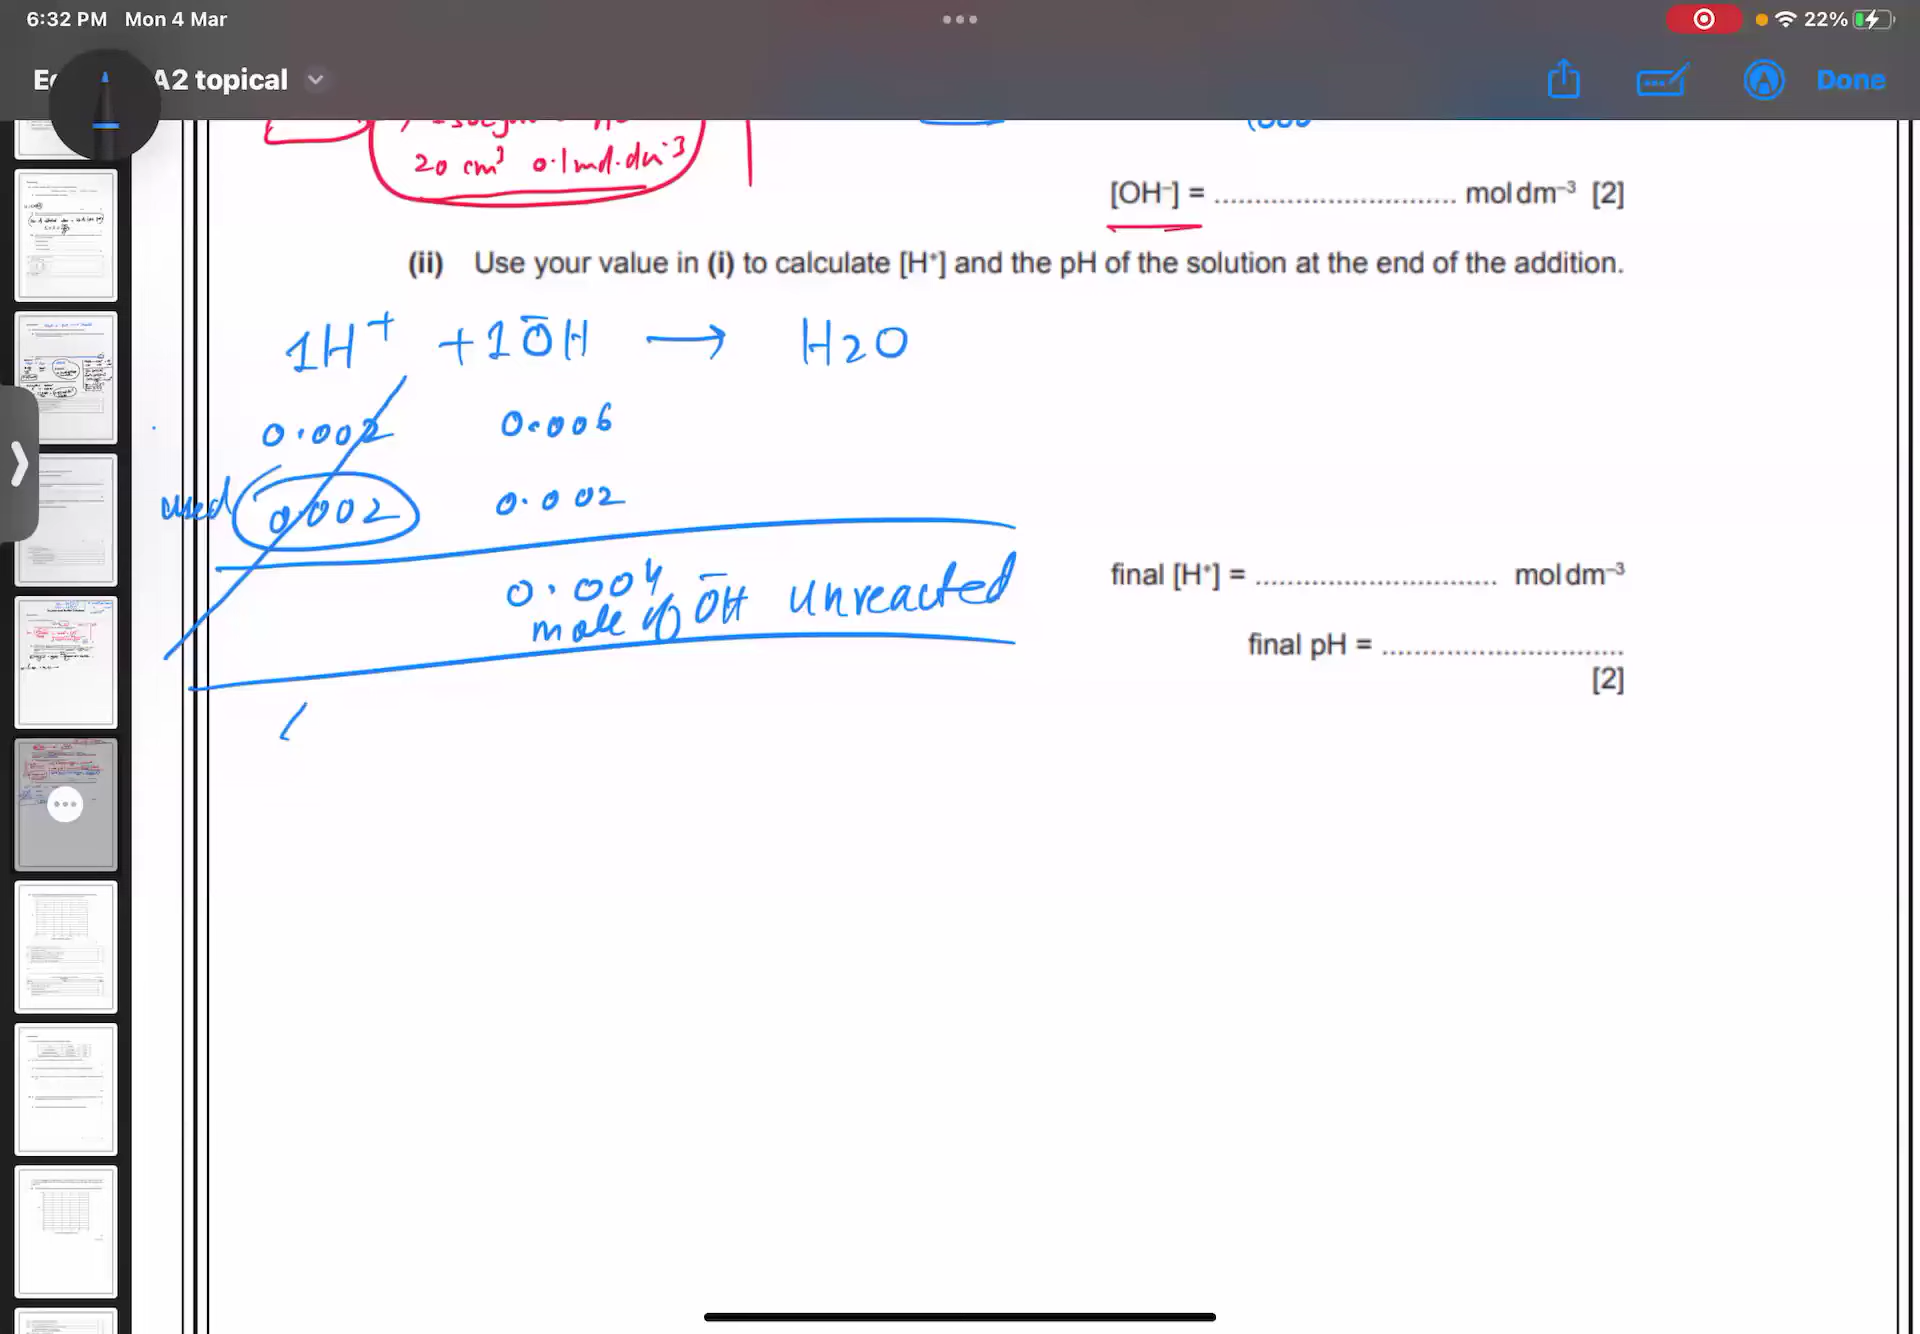 6:32 PM Mon 4 Mar
22%
A2 topical
Done
20 cm³ 0.1 mol.dm⁻³
[OH⁻] = .............................. mol dm⁻³ [2]
(ii) Use your value in (i) to calculate [H⁺] and the pH of the solution at the end of the addition.
1H⁺ + 1ŌH → H2O
0.002 0.006
used 0.002 0.002
0.004
mole of ŌH unreacted
final [H⁺] = .............................. mol dm⁻³
final pH = ..............................
[2]